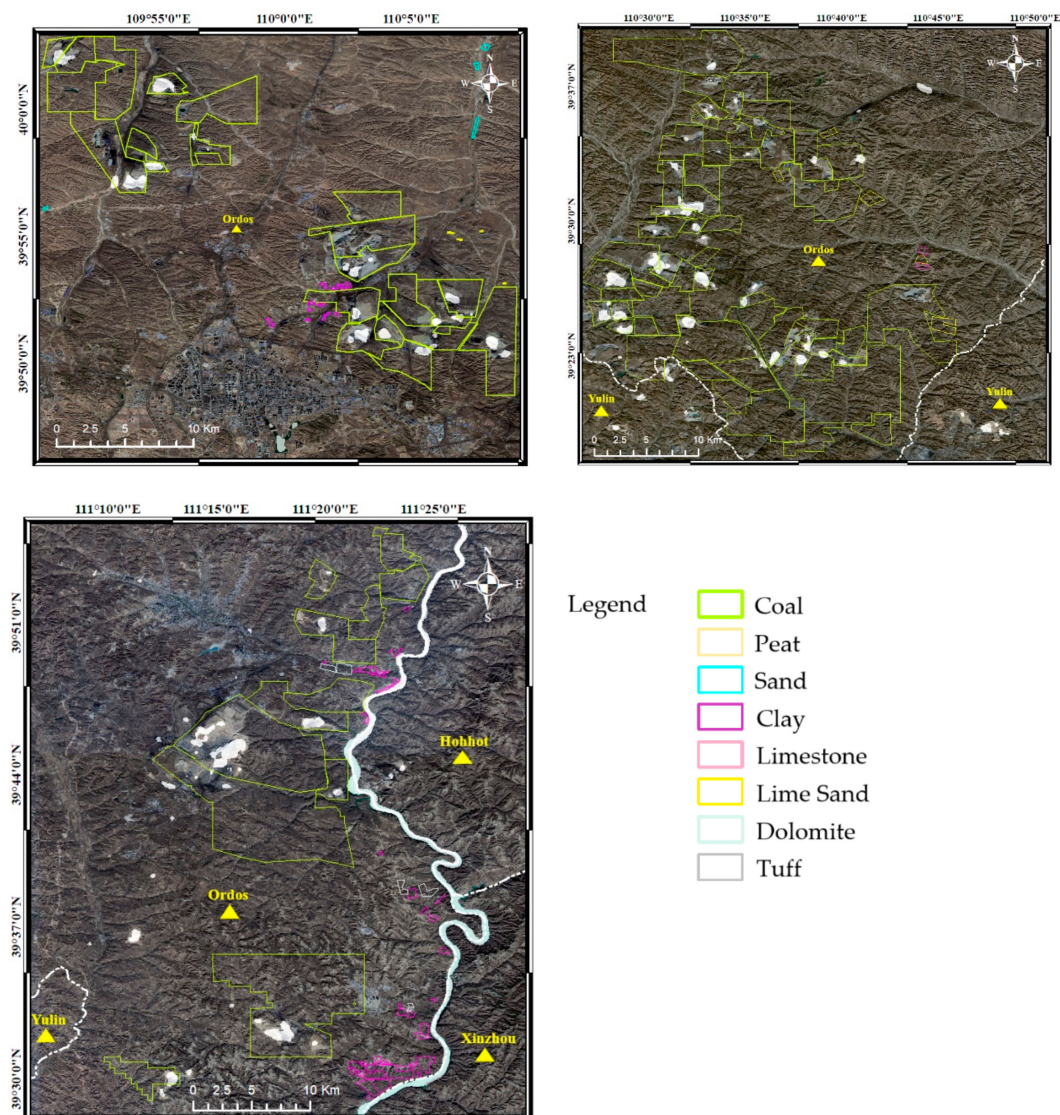 109°55'0"E 110°0'0"E 110°5'0"E
40°0'0"N
39°55'0"N
39°50'0"N
N
W E
S
Ordos
0 2.5 5 10 Km
110°30'0"E 110°35'0"E 110°40'0"E 110°45'0"E 110°50'0"E
39°37'0"N
39°30'0"N
39°23'0"N
N
W E
S
Ordos
Yulin
Yulin
0 2.5 5 10 Km
111°10'0"E 111°15'0"E 111°20'0"E 111°25'0"E
39°51'0"N
39°44'0"N
39°37'0"N
39°30'0"N
N
W E
S
Hohhot
Ordos
Yulin
Xinzhou
0 2.5 5 10 Km
Legend
Coal
Peat
Sand
Clay
Limestone
Lime Sand
Dolomite
Tuff